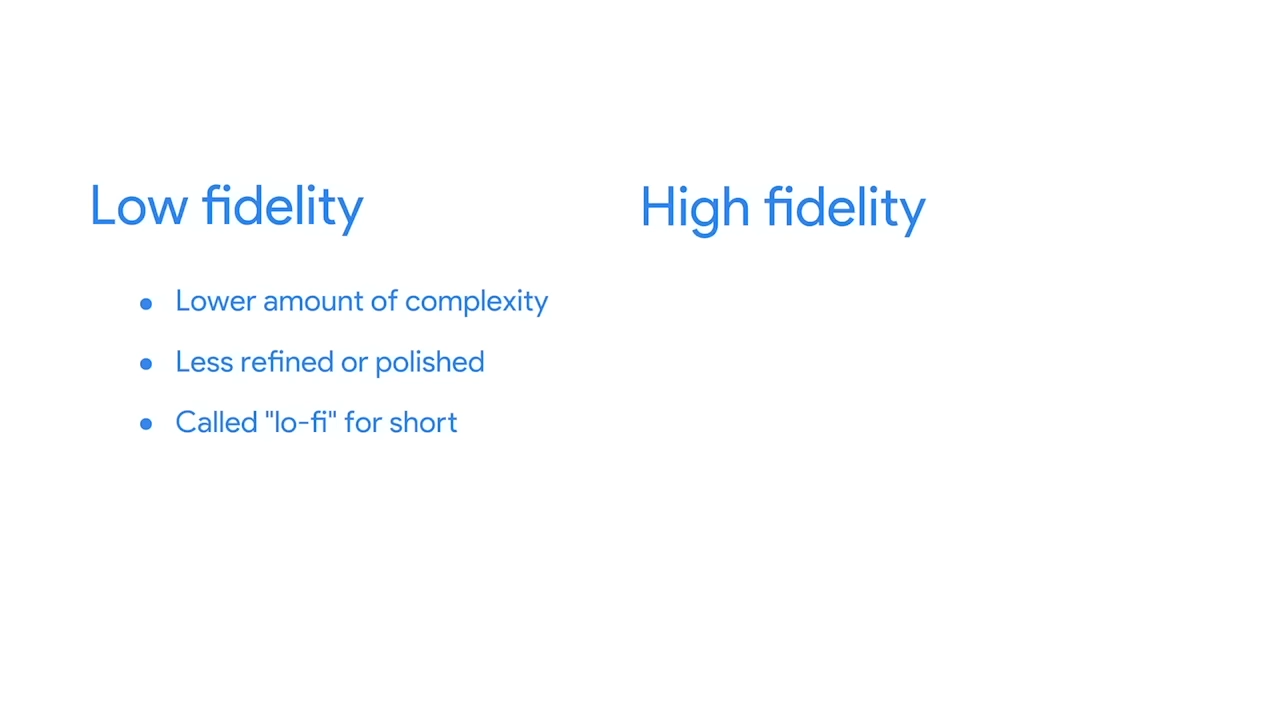 Low fidelity
• Lower amount of complexity
• Less refined or polished
• Called "lo-fi" for short
High fidelity